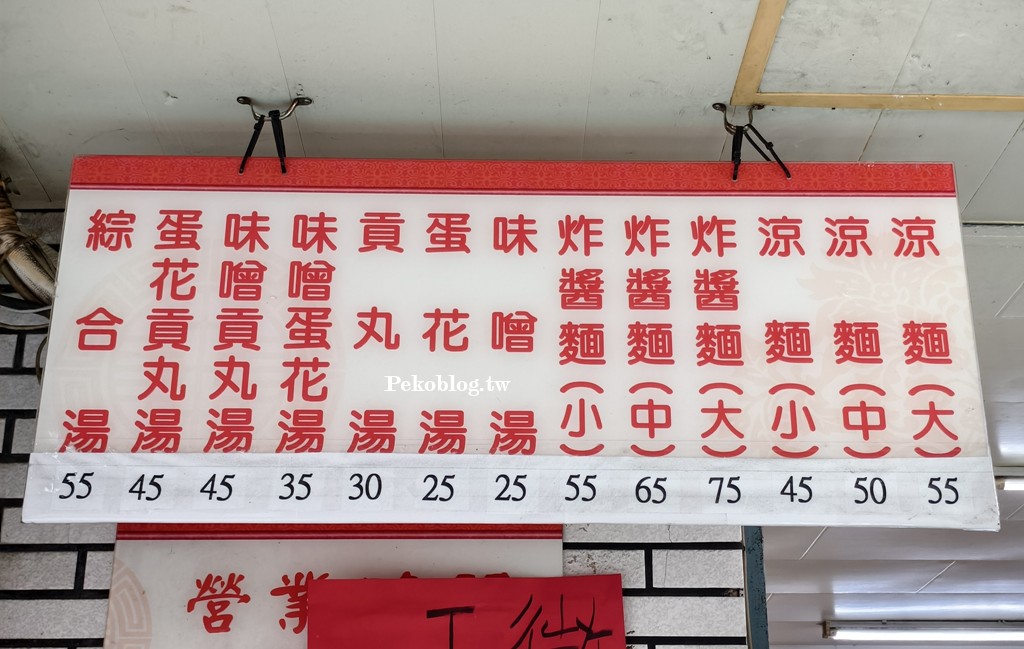 涼麵(大) 55
涼麵(中) 50
涼麵(小) 45
炸醬麵(大) 75
炸醬麵(中) 65
炸醬麵(小) 55
味噌湯 25
蛋花湯 25
貢丸湯 30
味噌蛋花湯 35
味噌貢丸湯 45
蛋花貢丸湯 45
綜合湯 55
Pekoblog.tw
營業
工